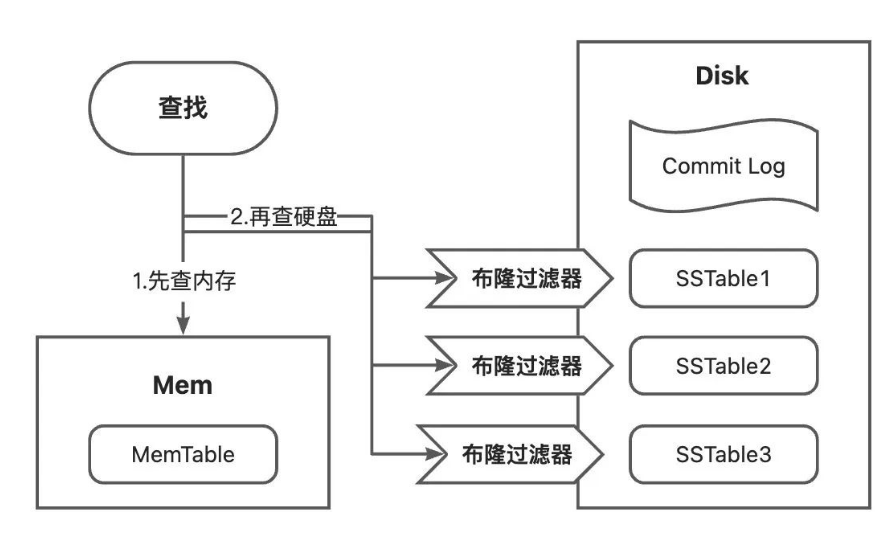 查找
Disk
Commit Log
2.再查硬盘
1.先查内存
布隆过滤器
SSTable1
布隆过滤器
SSTable2
Mem
MemTable
布隆过滤器
SSTable3